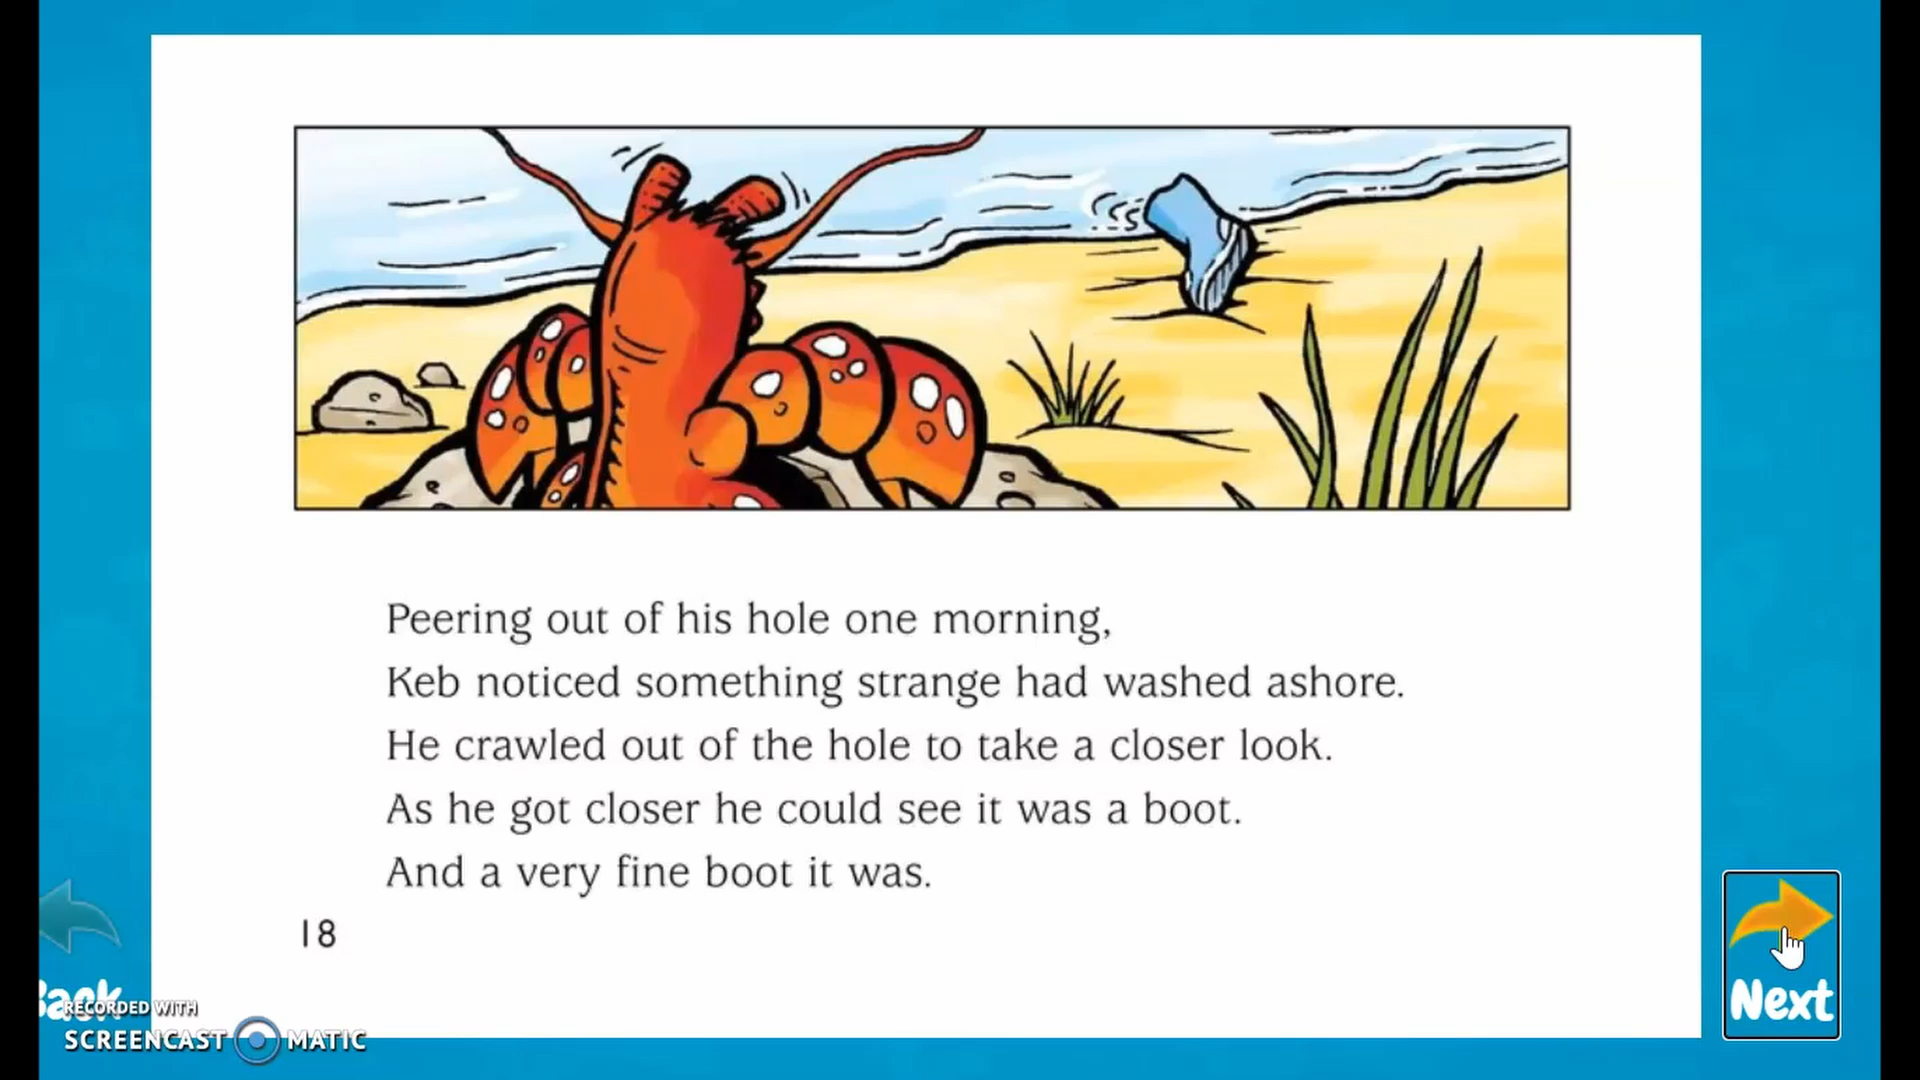 Peering out of his hole one morning,
Keb noticed something strange had washed ashore.
He crawled out of the hole to take a closer look.
As he got closer he could see it was a boot.
And a very fine boot it was.
18
Back
Next
RECORDED WITH
SCREENCAST MATIC